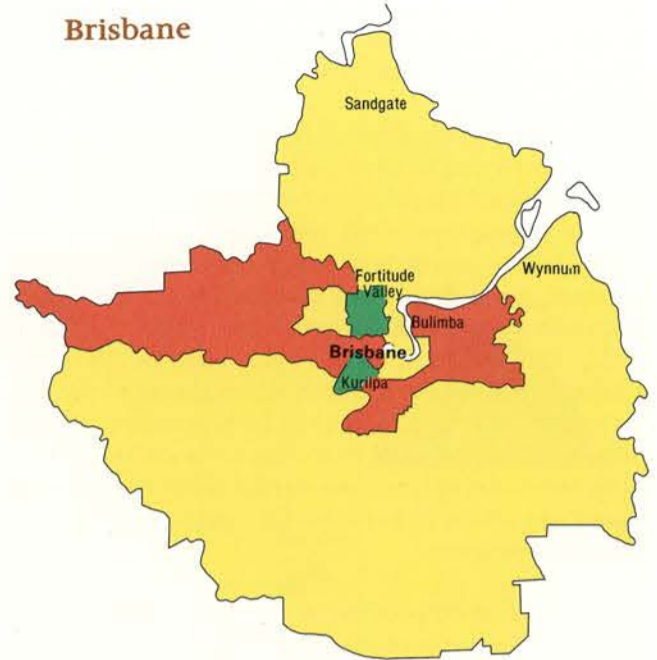 Brisbane
Sandgate
Wynnum
Fortitude
Valley
Bulimba
Brisbane
Kurilpa